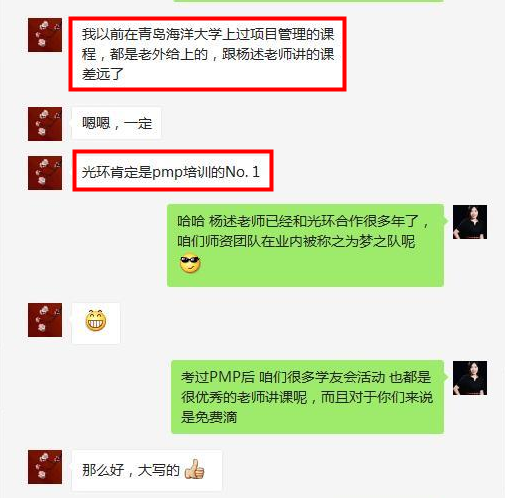 我以前在青岛海洋大学上过项目管理的课
程，都是老外给上的，跟杨述老师讲的课
差远了
嗯嗯，一定
光环肯定是pmp培训的No. 1
哈哈 杨述老师已经和光环合作很多年了，
咱们师资团队在业内被称之为梦之队呢
考过PMP后 咱们很多学友会活动 也都是
很优秀的老师讲课呢，而且对于你们来说
是免费滴
那么好，大写的